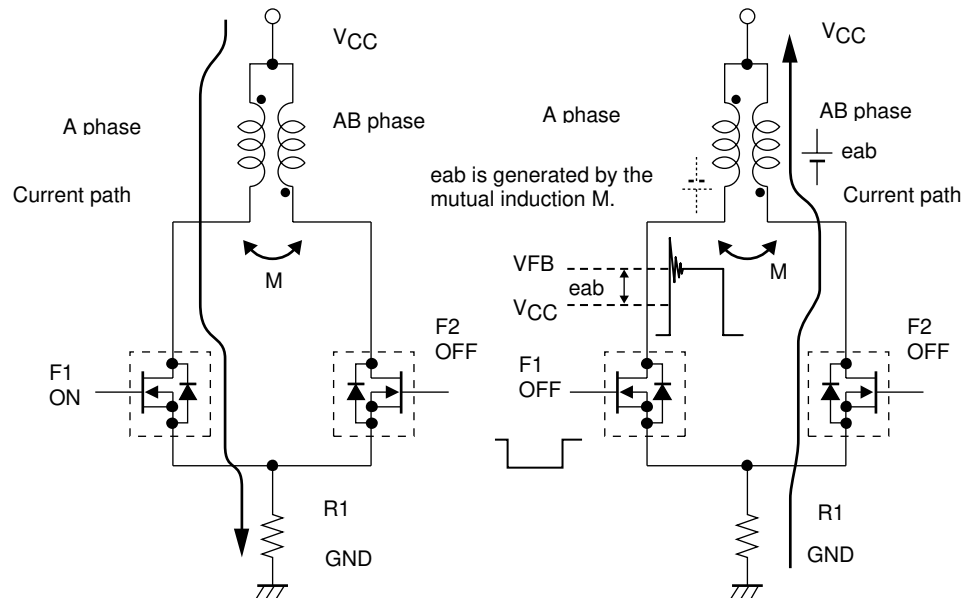 VCC
A phase
AB phase
Current path
M
F1
ON
F2
OFF
R1
GND
VCC
A phase
AB phase
eab
eab is generated by the
mutual induction M.
Current path
VFB
eab
VCC
M
F1
OFF
F2
OFF
R1
GND